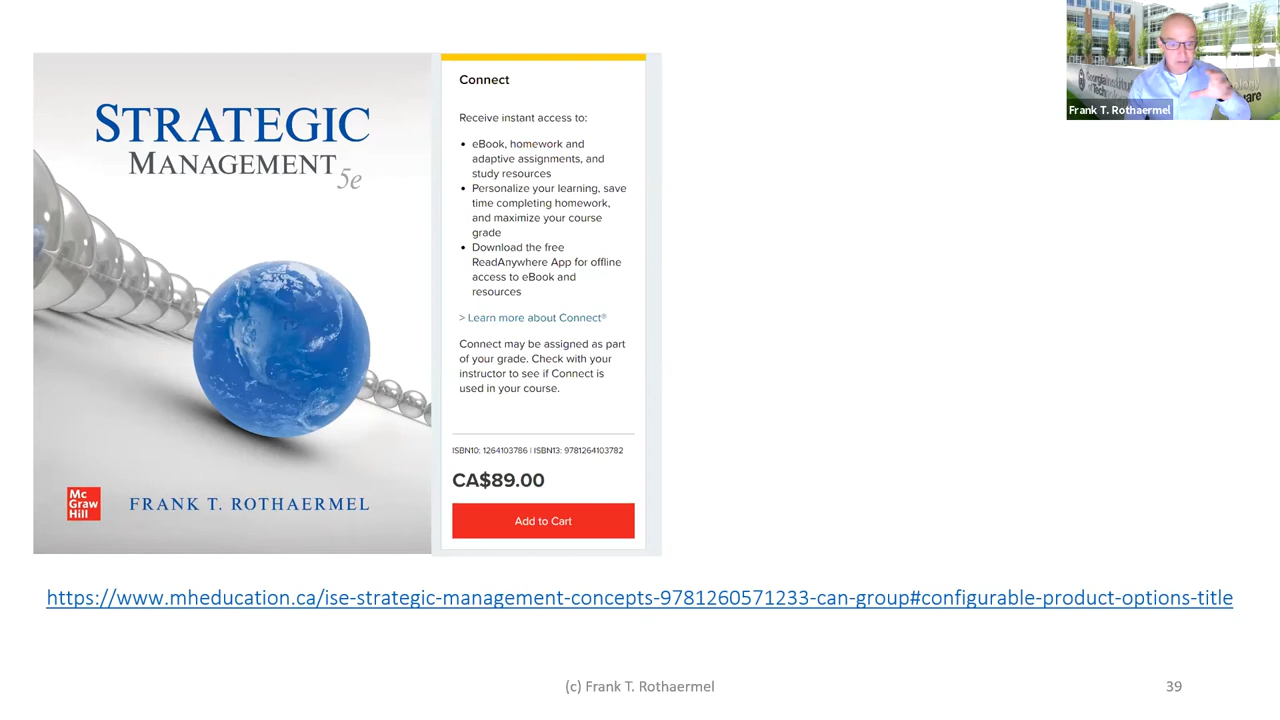 STRATEGIC
MANAGEMENT 5e
Mc
Graw
Hill
FRANK T. ROTHAERMEL
Connect
Receive instant access to:
• eBook, homework and
adaptive assignments, and
study resources
• Personalize your learning, save
time completing homework,
and maximize your course
grade
• Download the free
ReadAnywhere App for offline
access to eBook and
resources
> Learn more about Connect®
Connect may be assigned as part
of your grade. Check with your
instructor to see if Connect is
used in your course.
ISBN10: 1264103786 | ISBN13: 9781264103782
CA$89.00
Add to Cart
Frank T. Rothaermel
https://www.mheducation.ca/ise-strategic-management-concepts-9781260571233-can-group#configurable-product-options-title
(c) Frank T. Rothaermel
39